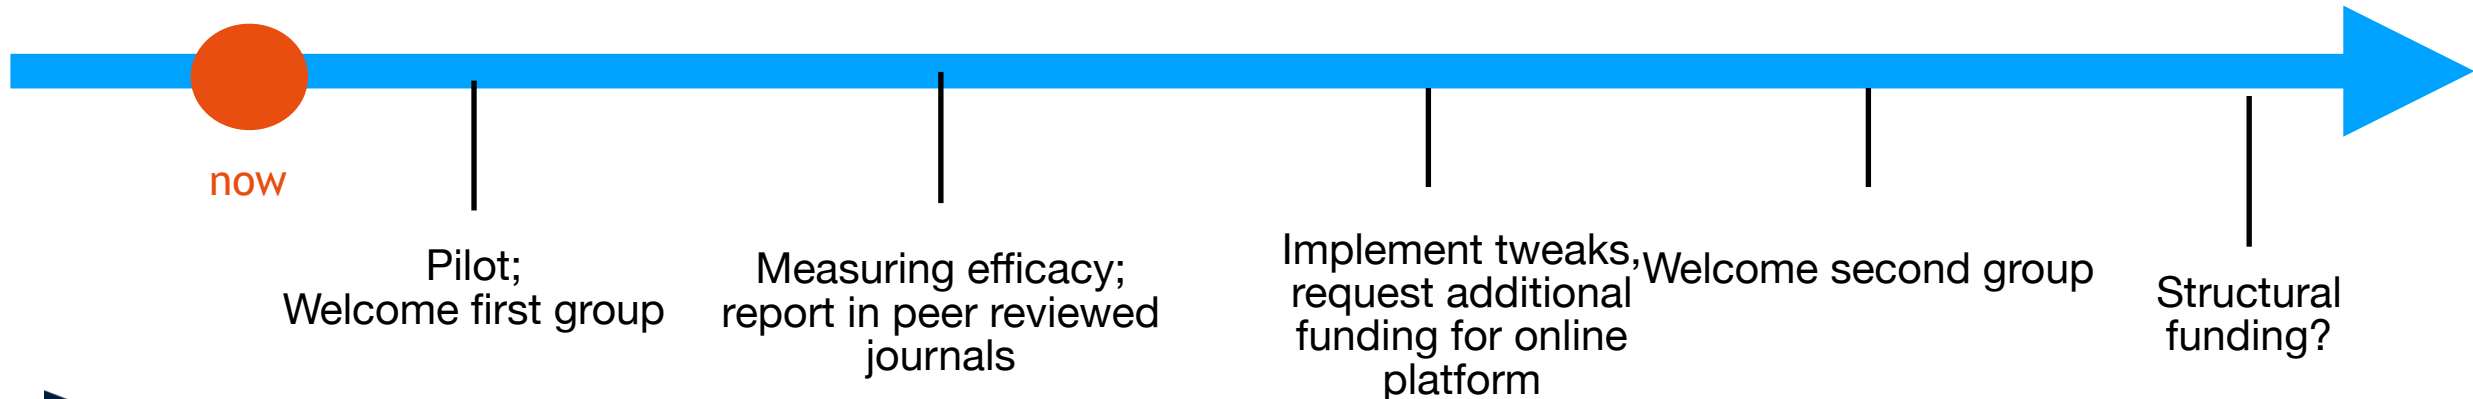 now
Pilot;
Welcome first group
Measuring efficacy;
report in peer reviewed
journals
Implement tweaks,
request additional
funding for online
platform
Welcome second group
Structural
funding?